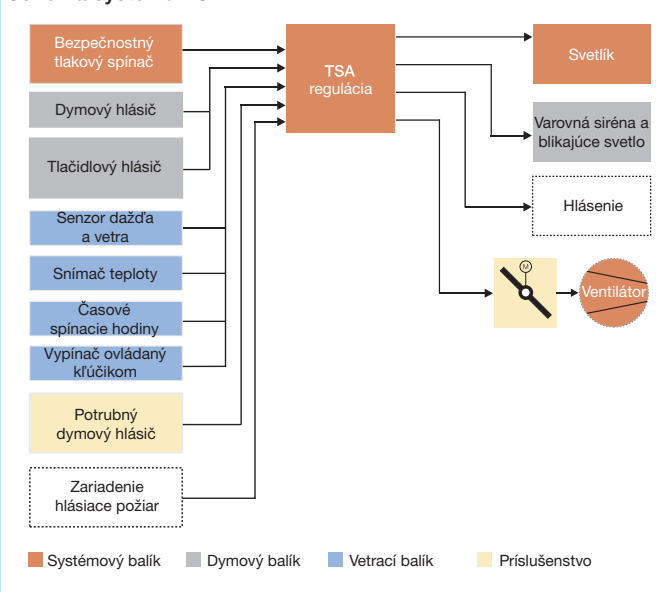 Bezpečnostný
tlakový spínač
Dymový hlásič
Tlačidlový hlásič
Senzor dažďa
a vetra
Snímač teploty
Časové
spínacie hodiny
Vypínač ovládaný
kľúčikom
Potrubný
dymový hlásič
Zariadenie
hlásiace požiar
TSA
regulácia
Svetlík
Varovná siréna a
blikajúce svetlo
Hlásenie
M
Ventilátor
Systémový balík
Dymový balík
Vetrací balík
Príslušenstvo